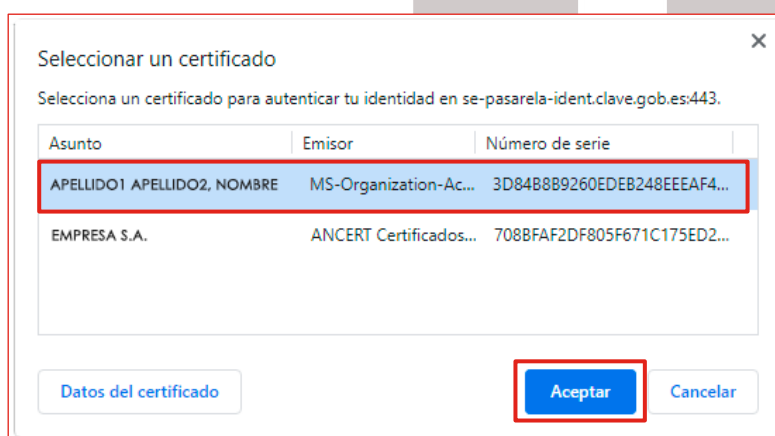 Seleccionar un certificado
Selecciona un certificado para autenticar tu identidad en se-pasarela-ident.clave.gob.es:443.
Asunto Emisor Número de serie
APELLIDO1 APELLIDO2, NOMBRE MS-Organization-Ac... 3D84B8B9260EDEB248EEEAF4...
EMPRESA S.A. ANCERT Certificados... 708BFAF2DF805F671C175ED2...
Datos del certificado Aceptar Cancelar